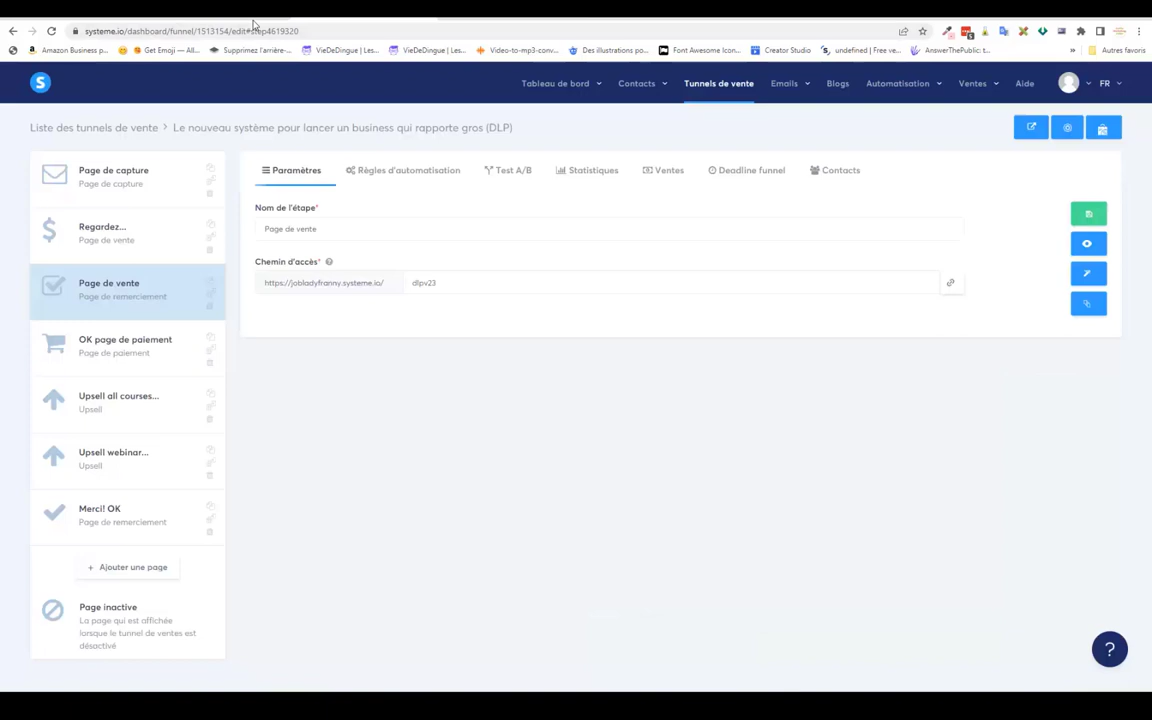 systeme.io/dashboard/funnel/1513154/edit#step4619320
Amazon Business p...
Get Emoji — All...
Supprimez l'arrière-...
VieDeDingue | Les...
VieDeDingue | Les...
Video-to-mp3-conv...
Des illustrations po...
Font Awesome Icon...
Creator Studio
undefined | Free ve...
AnswerThePublic: t...
»
Autres favoris
S
Tableau de bord
Contacts
Tunnels de vente
Emails
Blogs
Automatisation
Ventes
Aide
FR
Liste des tunnels de vente > Le nouveau système pour lancer un business qui rapporte gros (DLP)
Page de capture
Page de capture
Regardez...
Page de vente
Page de vente
Page de remerciement
OK page de paiement
Page de paiement
Upsell all courses...
Upsell
Upsell webinar...
Upsell
Merci! OK
Page de remerciement
+ Ajouter une page
Page inactive
La page qui est affichée
lorsque le tunnel de ventes est
désactivé
Paramètres
Règles d'automatisation
Test A/B
Statistiques
Ventes
Deadline funnel
Contacts
Nom de l'étape*
Page de vente
Chemin d'accès* ?
https://jobladyfranny.systeme.io/
dlpv23
?